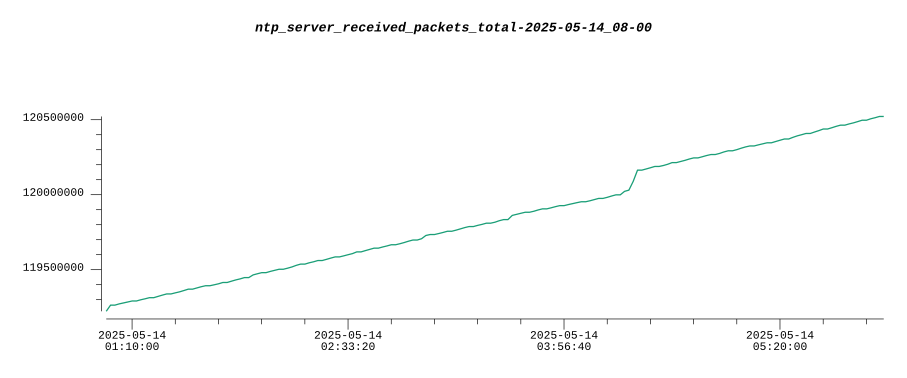 ntp_server_received_packets_total-2025-05-14_08-00
120500000
120000000
119500000
2025-05-14 2025-05-14 2025-05-14 2025-05-14
01:10:00 02:33:20 03:56:40 05:20:00